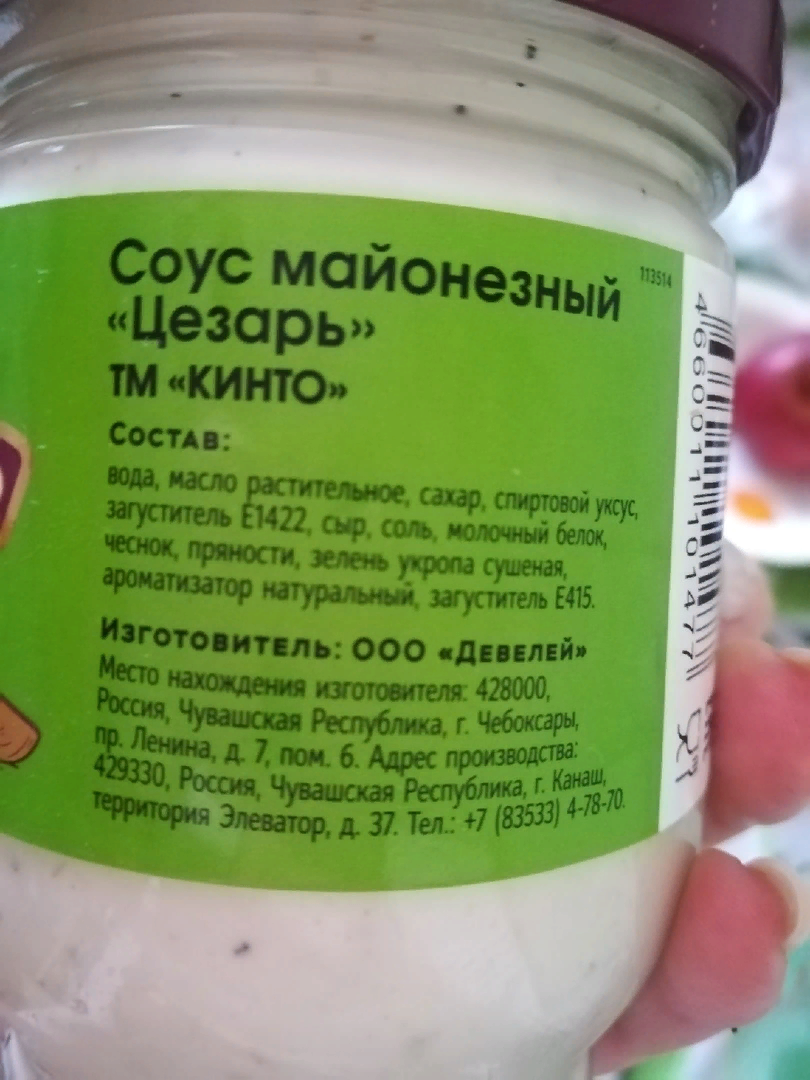 Соус майонезный
113514
«Цезарь»
ТМ «КИНТО»
Состав:
вода, масло растительное, сахар, спиртовой уксус,
загуститель Е1422, сыр, соль, молочный белок,
чеснок, пряности, зелень укропа сушеная,
ароматизатор натуральный, загуститель Е415.
Изготовитель: ООО «Девелей»
Место нахождения изготовителя: 428000,
Россия, Чувашская Республика, г. Чебоксары,
пр. Ленина, д. 7, пом. 6. Адрес производства:
429330, Россия, Чувашская Республика, г. Канаш,
территория Элеватор, д. 37. Тел.: +7 (83533) 4-78-70.
4660011101477